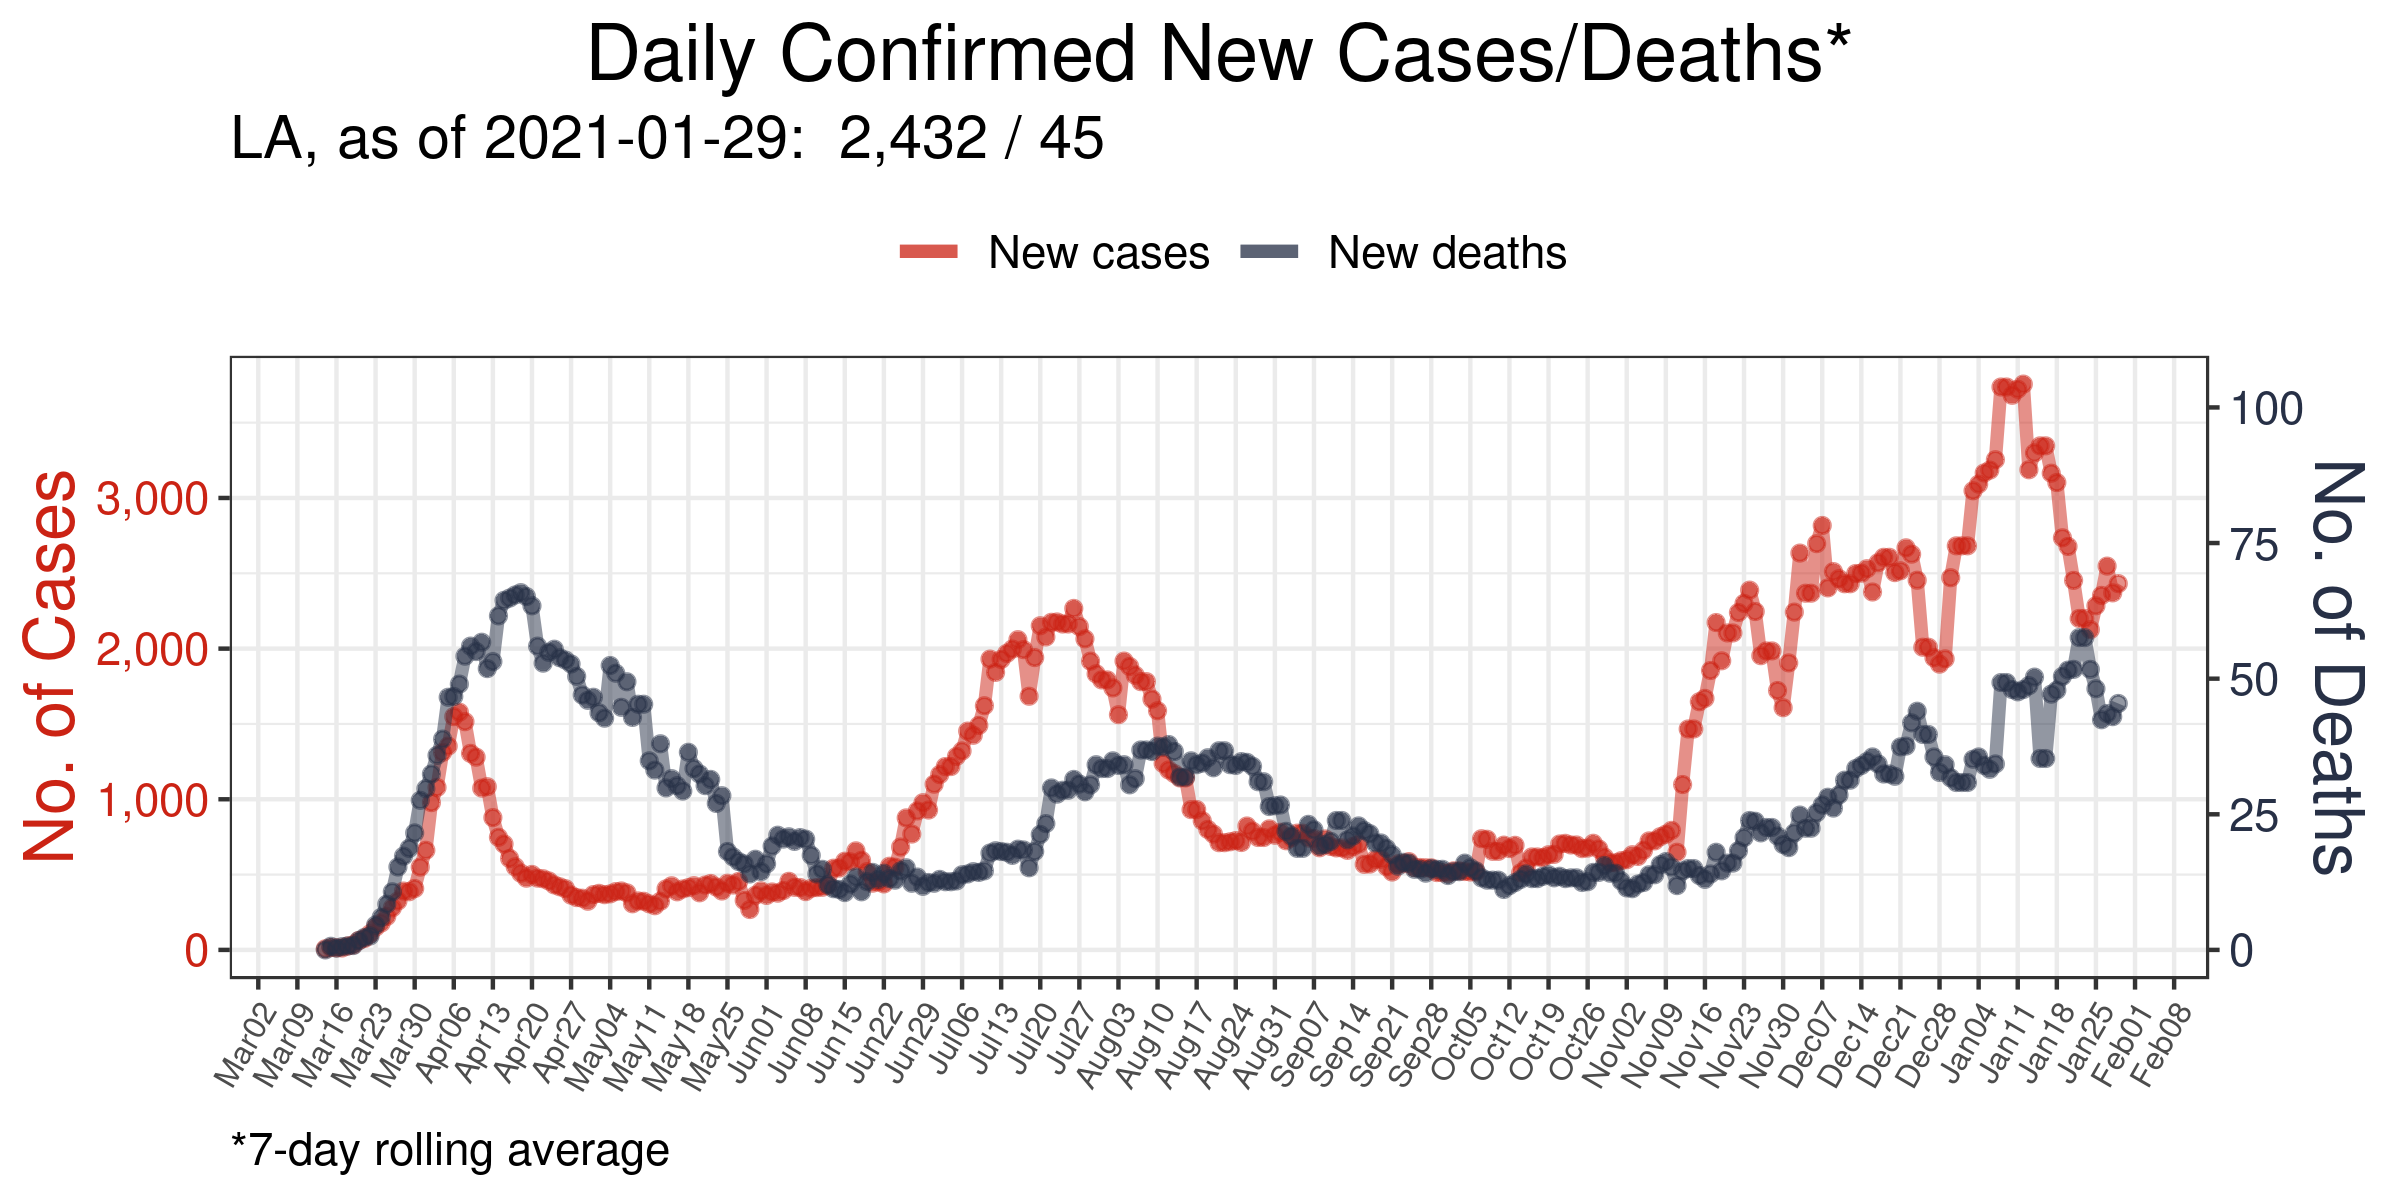 Daily Confirmed New Cases/Deaths*
LA, as of 2021-01-29:  2,432 / 45
New cases
New deaths
No. of Cases
3,000
2,000
1,000
0
100
75
50
25
0
No. of Deaths
Mar02
Mar09
Mar16
Mar23
Mar30
Apr06
Apr13
Apr20
Apr27
May04
May11
May18
May25
Jun01
Jun08
Jun15
Jun22
Jun29
Jul06
Jul13
Jul20
Jul27
Aug03
Aug10
Aug17
Aug24
Aug31
Sep07
Sep14
Sep21
Sep28
Oct05
Oct12
Oct19
Oct26
Nov02
Nov09
Nov16
Nov23
Nov30
Dec07
Dec14
Dec21
Dec28
Jan04
Jan11
Jan18
Jan25
Feb01
Feb08
*7-day rolling average